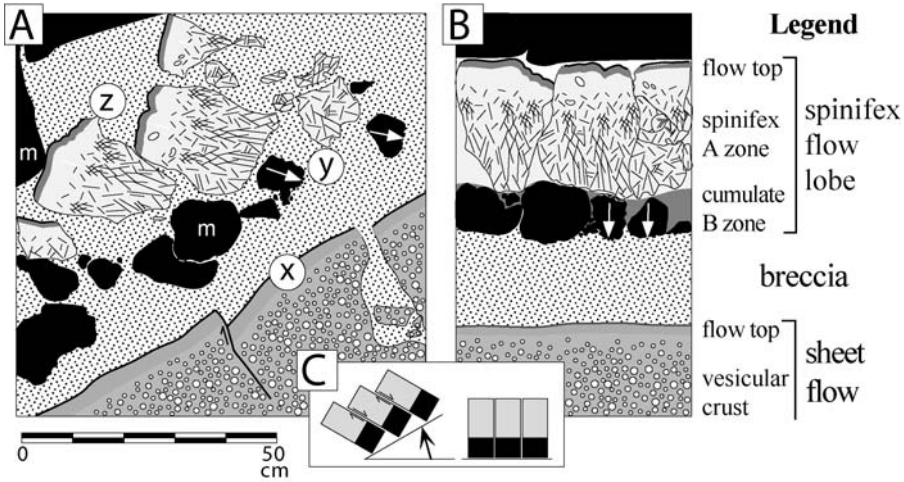 A
z
m
y
m
x
50
0
cm
B
C
Legend
flow top
spinifex
A zone
cumulate
B zone
spinifex
flow
lobe
breccia
flow top
vesicular
crust
sheet
flow